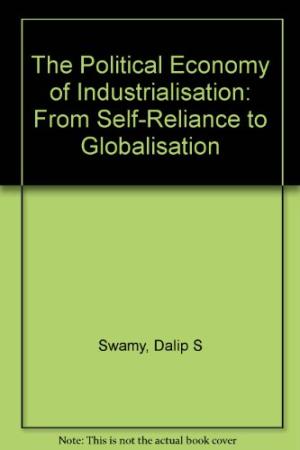 The Political Economy
of Industrialisation:
From Self-Reliance to
Globalisation
Swamy, Dalip S
Note: This is not the actual book cover